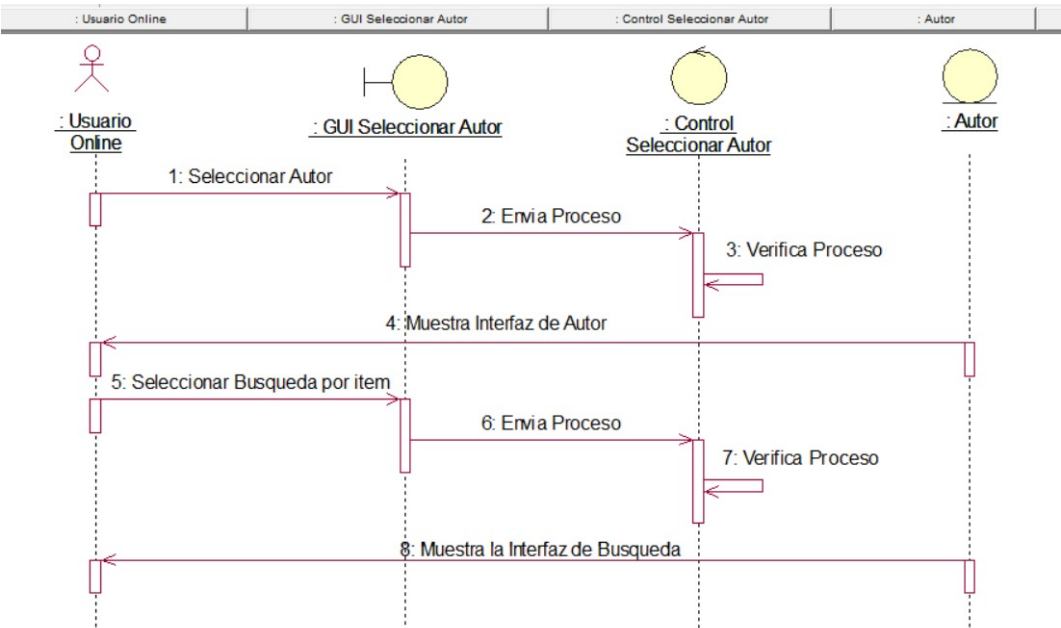 : Usuario Online
: GUI Seleccionar Autor
: Control Seleccionar Autor
: Autor
: Usuario
Online
: GUI Seleccionar Autor
: Control
Seleccionar Autor
: Autor
1: Seleccionar Autor
2: Envia Proceso
3: Verifica Proceso
4: Muestra Interfaz de Autor
5: Seleccionar Busqueda por item
6: Envia Proceso
7: Verifica Proceso
8: Muestra la Interfaz de Busqueda